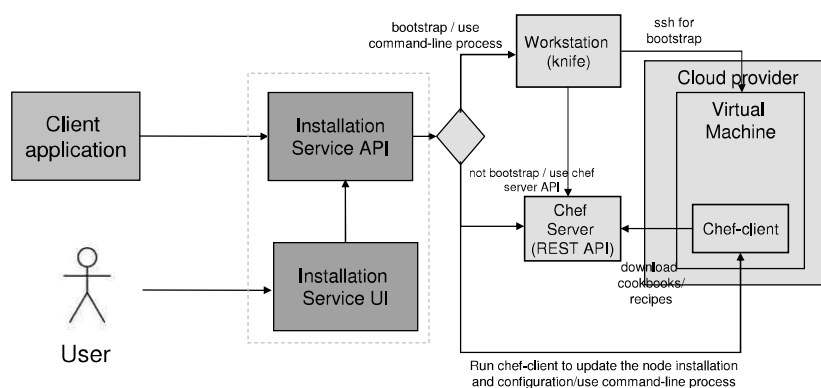 bootstrap / use
command-line process
Workstation
(knife)
ssh for
bootstrap
Cloud provider
Virtual
Machine
Client
application
Installation
Service API
not bootstrap / use chef
server API
Chef
Server
(REST API)
Chef-client
download
cookbooks/
recipes
Installation
Service UI
User
Run chef-client to update the node installation
and configuration/use command-line process